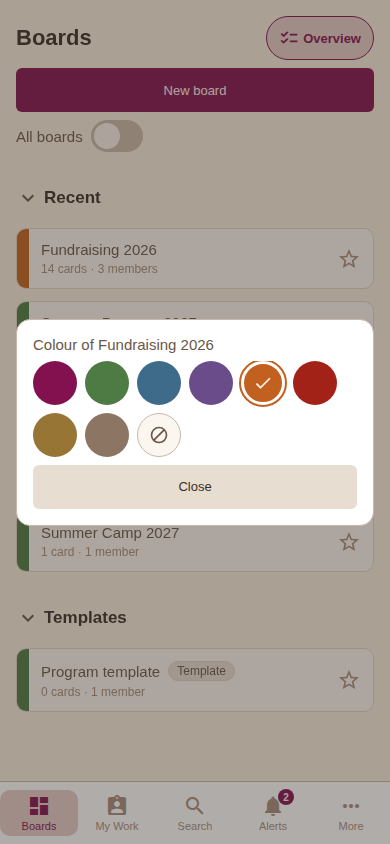 Boards
Overview
New board
All boards
Recent
Fundraising 2026
14 cards · 3 members
Colour of Fundraising 2026
Close
Summer Camp 2027
1 card · 1 member
Templates
Program template
Template
0 cards · 1 member
Boards
My Work
Search
2
Alerts
More